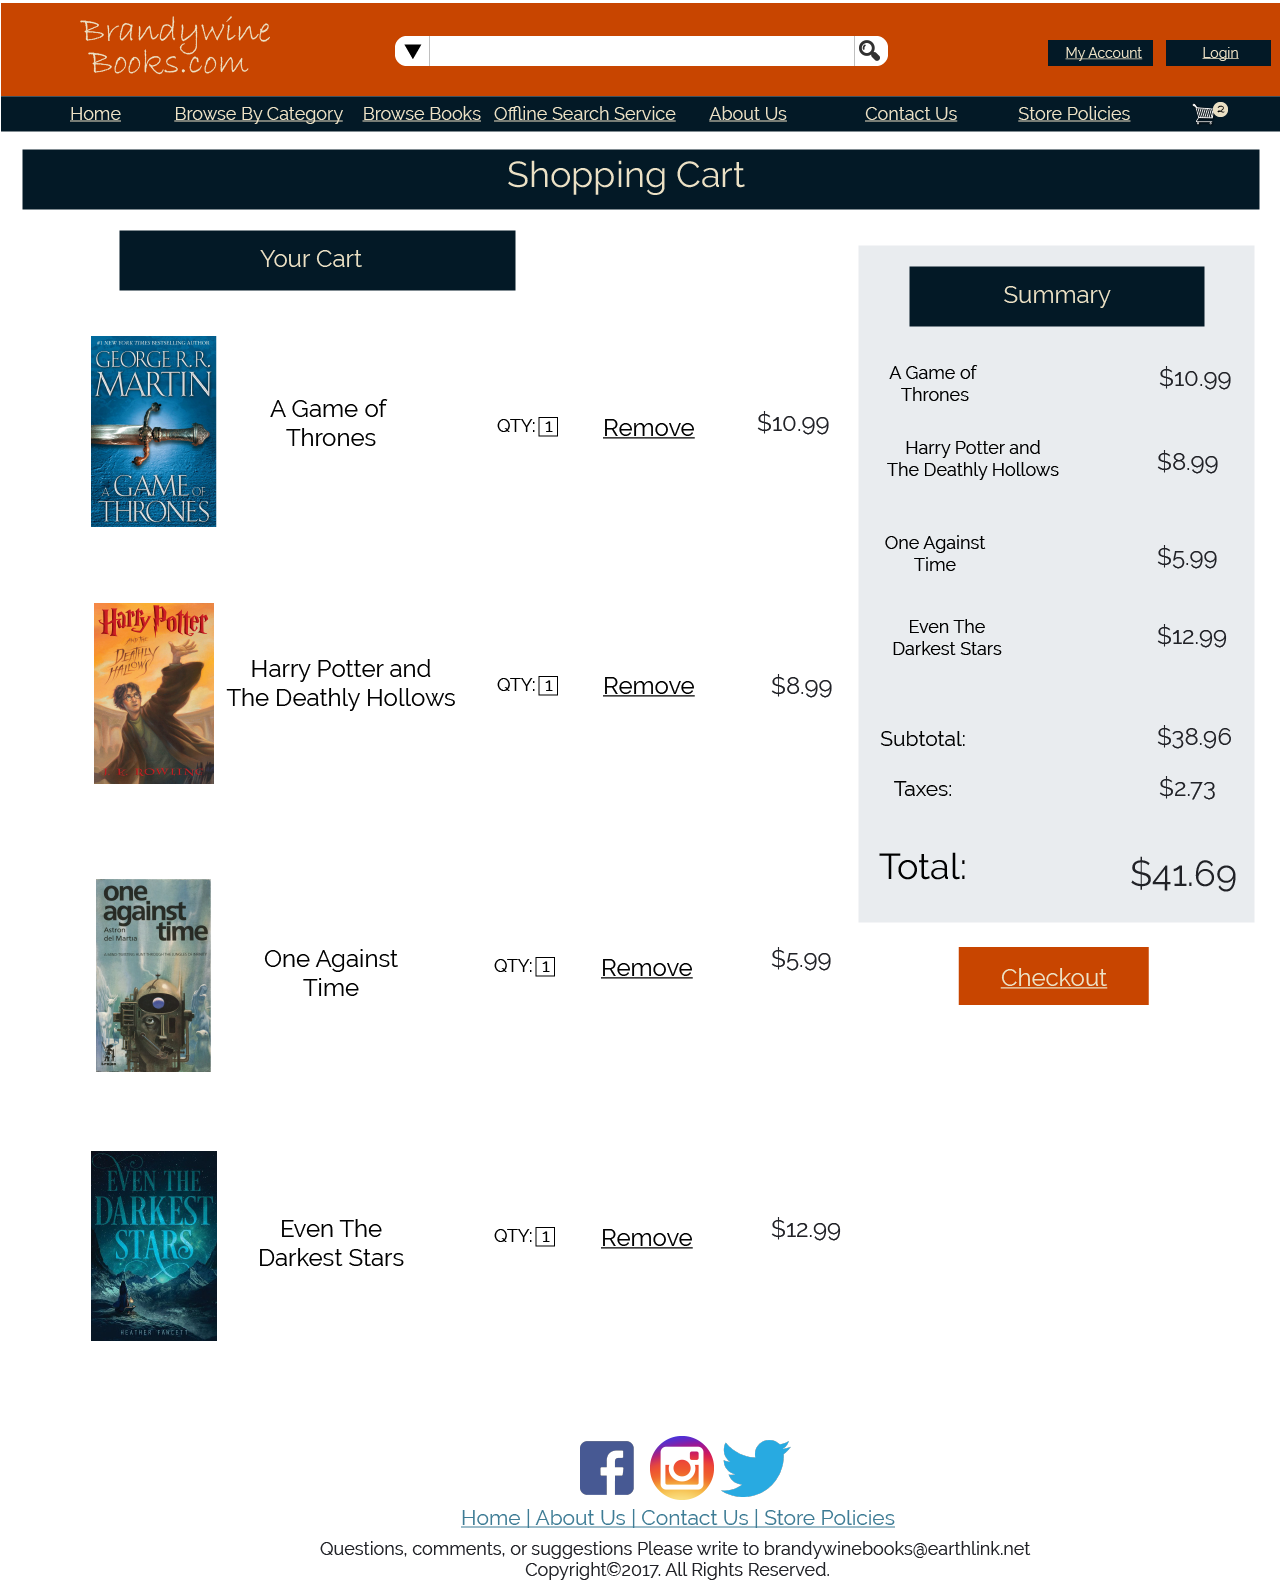 Brandywine
Books.com
My Account
Login
Home
Browse By Category
Browse Books
Offline Search Service
About Us
Contact Us
Store Policies
2
Shopping Cart
Your Cart
Summary
#1 NEW YORK TIMES BESTSELLING AUTHOR
GEORGE R. R.
MARTIN
A GAME OF
THRONES
A Game of
Thrones
QTY: 1
Remove
$10.99
A Game of
Thrones
$10.99
Harry Potter and
The Deathly Hollows
$8.99
One Against
Time
$5.99
Even The
Darkest Stars
$12.99
Subtotal:
$38.96
Taxes:
$2.73
Total:
$41.69
Checkout
Harry Potter
AND THE
DEATHLY
HALLOWS
Harry Potter and
The Deathly Hollows
QTY: 1
Remove
$8.99
one
against
time
Astron
del Martia
One Against
Time
QTY: 1
Remove
$5.99
EVEN THE
DARKEST
STARS
HEATHER FAWCETT
Even The
Darkest Stars
QTY: 1
Remove
$12.99
Home | About Us | Contact Us | Store Policies
Questions, comments, or suggestions Please write to brandywinebooks@earthlink.net
Copyright©2017. All Rights Reserved.